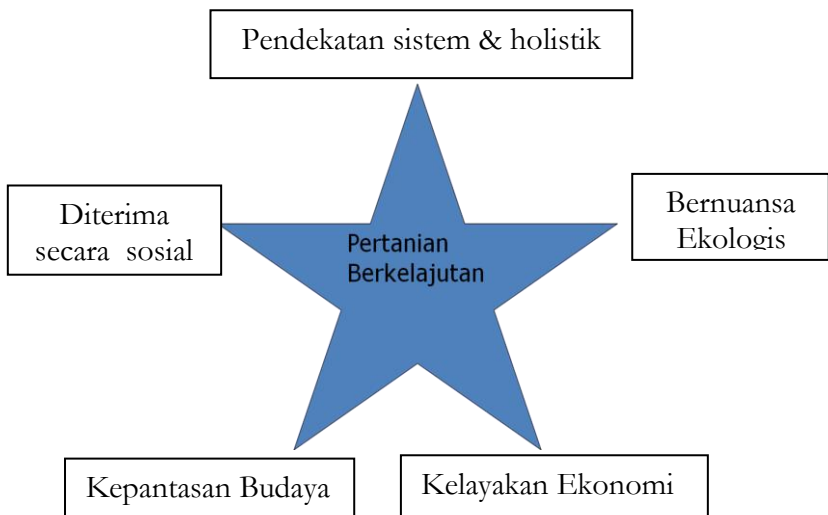 Pendekatan sistem & holistik
Diterima
secara sosial
Bernuansa
Ekologis
Pertanian
Berkelajutan
Kepantasan Budaya
Kelayakan Ekonomi